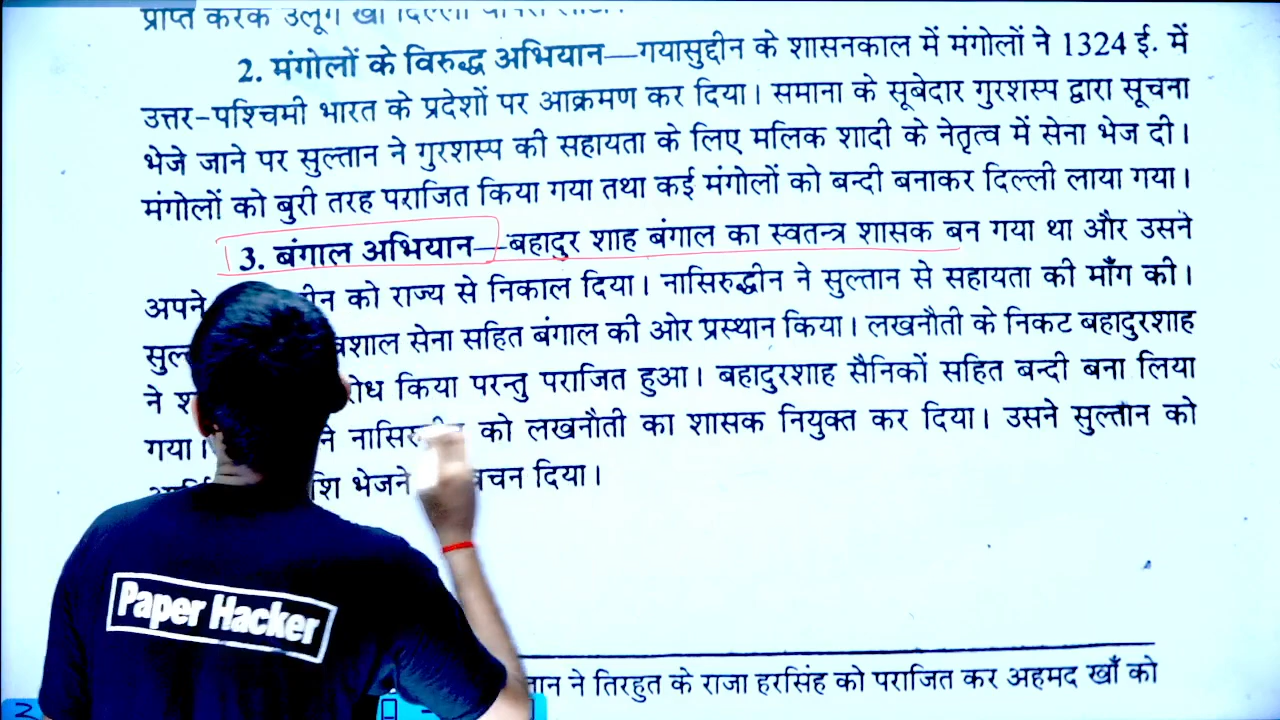 प्राप्त करके उलूग खाँ दिल्ली
2. मंगोलों के विरुद्ध अभियान—गयासुद्दीन के शासनकाल में मंगोलों ने 1324 ई. में
उत्तर-पश्चिमी भारत के प्रदेशों पर आक्रमण कर दिया। समाना के सूबेदार गुरशस्प द्वारा सूचना
भेजे जाने पर सुल्तान ने गुरशस्प की सहायता के लिए मलिक शादी के नेतृत्व में सेना भेज दी।
मंगोलों को बुरी तरह पराजित किया गया तथा कई मंगोलों को बन्दी बनाकर दिल्ली लाया गया।
3. बंगाल अभियान—बहादुर शाह बंगाल का स्वतन्त्र शासक बन गया था और उसने
अपने को राज्य से निकाल दिया। नासिरुद्धीन ने सुल्तान से सहायता की माँग की।
सेना सहित बंगाल की ओर प्रस्थान किया। लखनौती के निकट बहादुरशाह
ने किया परन्तु पराजित हुआ। बहादुरशाह सैनिकों सहित बन्दी बना लिया
गया। ने को लखनौती का शासक नियुक्त कर दिया। उसने सुल्तान को
भेजने वचन दिया।
Paper Hacker
ने तिरहुत के राजा हरसिंह को पराजित कर अहमद खाँ को